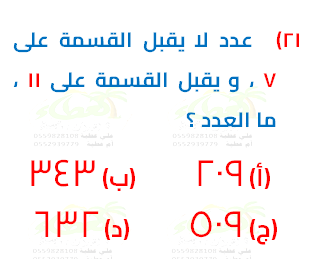 ٢١) عدد لا يقبل القسمة على
٧ ، و يقبل القسمة على ١١ ،
ما العدد ؟
(أ) ٢٠٩ (ب) ٣٤٣
(ج) ٥٠٩ (د) ٦٣٢